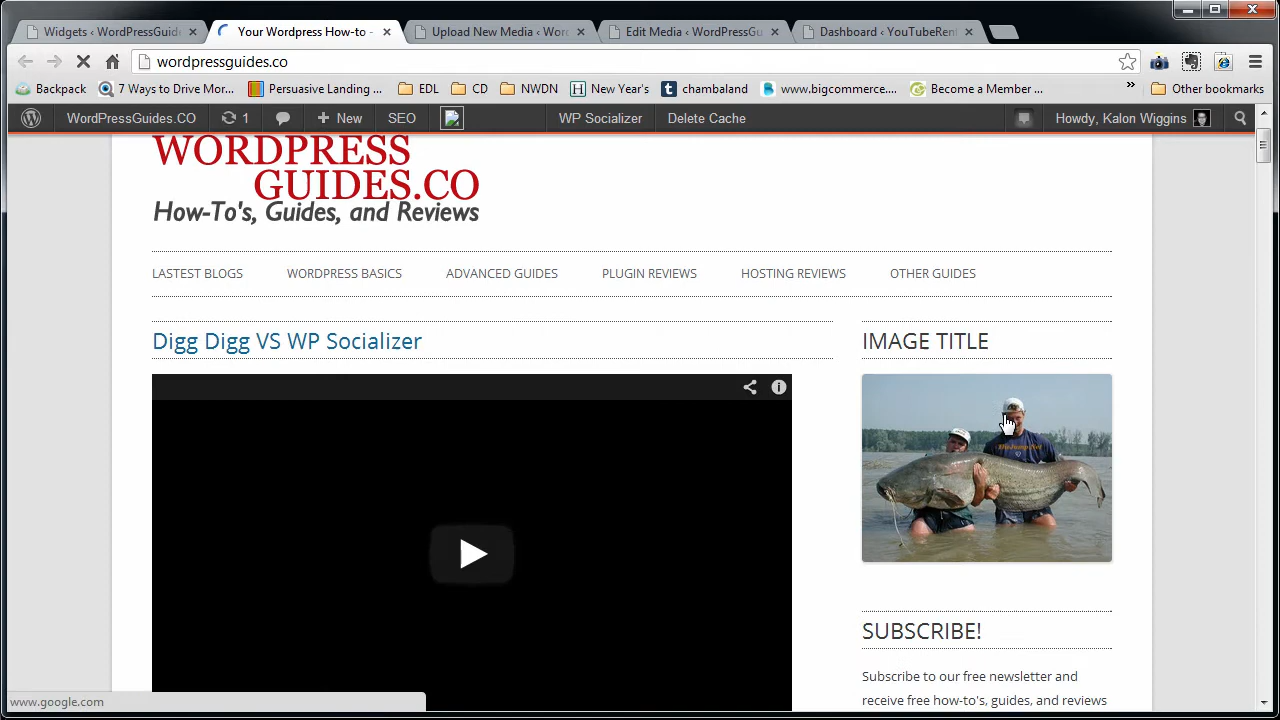 Widgets ‹ WordPressGuid
Your Wordpress How-to -
Upload New Media ‹ Wor
Edit Media ‹ WordPressGu
Dashboard ‹ YouTubeRen
wordpressguides.co
Backpack
7 Ways to Drive Mor...
Persuasive Landing ...
EDL
CD
NWDN
New Year's
chambaland
www.bigcommerce....
Become a Member ...
»
Other bookmarks
WordPressGuides.CO
1
+ New
SEO
WP Socializer
Delete Cache
Howdy, Kalon Wiggins
WORDPRESS
GUIDES.CO
How-To's, Guides, and Reviews
LASTEST BLOGS
WORDPRESS BASICS
ADVANCED GUIDES
PLUGIN REVIEWS
HOSTING REVIEWS
OTHER GUIDES
Digg Digg VS WP Socializer
IMAGE TITLE
SUBSCRIBE!
Subscribe to our free newsletter and
receive free how-to's, guides, and reviews
www.google.com